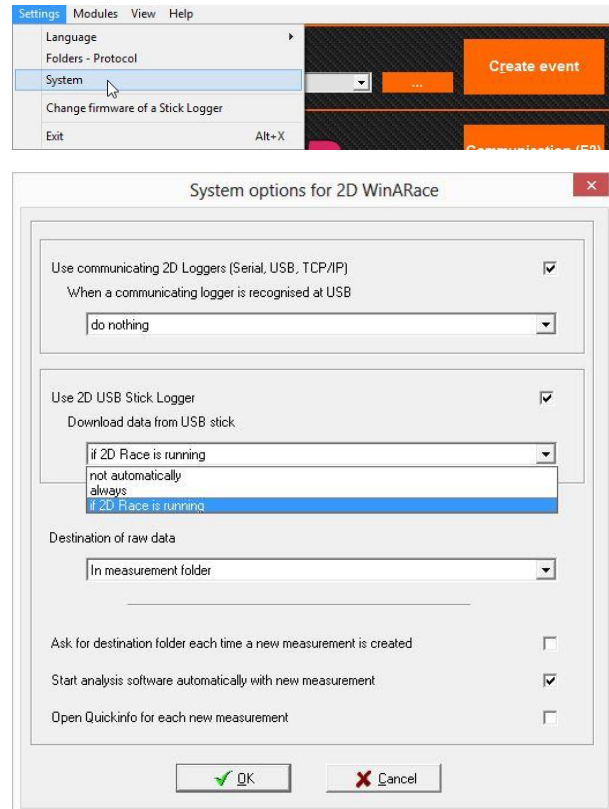 Settings Modules View Help
Language
Folders - Protocol
System
Change firmware of a Stick Logger
Exit Alt+X
...
Create event
Communication (F2)
System options for 2D WinARace
Use communicating 2D Loggers (Serial, USB, TCP/IP)
When a communicating logger is recognised at USB
do nothing
Use 2D USB Stick Logger
Download data from USB stick
if 2D Race is running
not automatically
always
if 2D Race is running
Destination of raw data
In measurement folder
Ask for destination folder each time a new measurement is created
Start analysis software automatically with new measurement
Open Quickinfo for each new measurement
OK Cancel